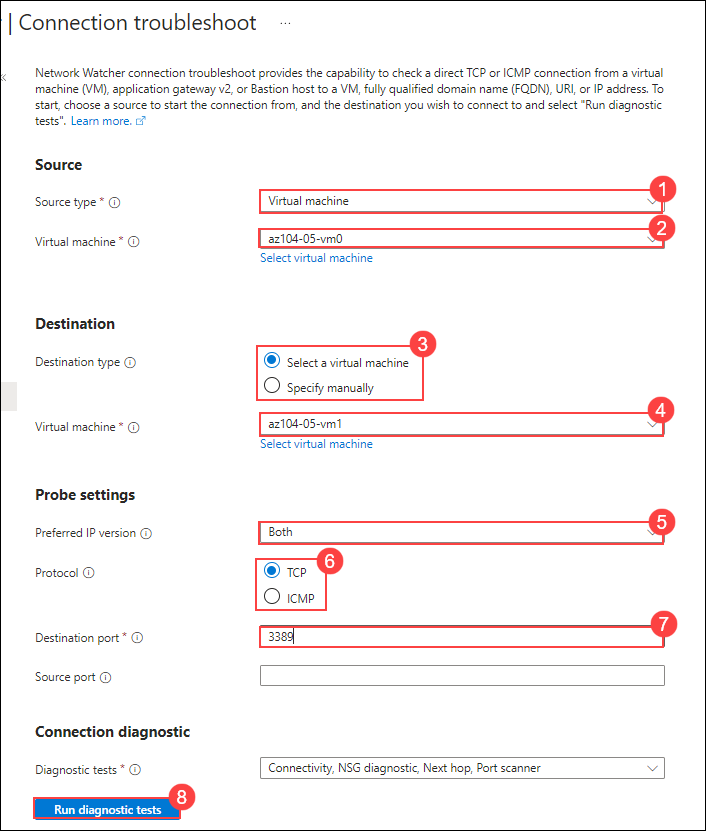 | Connection troubleshoot ...
Network Watcher connection troubleshoot provides the capability to check a direct TCP or ICMP connection from a virtual
machine (VM), application gateway v2, or Bastion host to a VM, fully qualified domain name (FQDN), URI, or IP address. To
start, choose a source to start the connection from, and the destination you wish to connect to and select "Run diagnostic
tests". Learn more.
Source
1
Source type * Virtual machine
2
Virtual machine * az104-05-vm0
Select virtual machine
Destination
3
Destination type Select a virtual machine
Specify manually
4
Virtual machine * az104-05-vm1
Select virtual machine
Probe settings
5
Preferred IP version Both
6
Protocol TCP
ICMP
7
Destination port * 3389
Source port
Connection diagnostic
Diagnostic tests * Connectivity, NSG diagnostic, Next hop, Port scanner
8
Run diagnostic tests